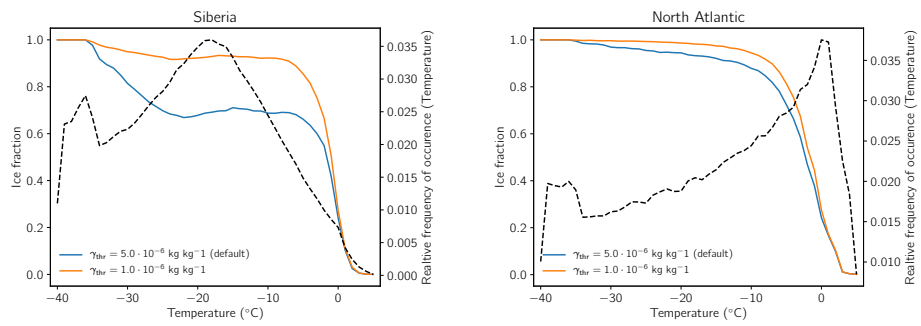 Siberia
1.0
0.8
0.6
0.4
0.2
0.0
Ice fraction
0.035
0.030
0.025
0.020
0.015
0.010
0.005
0.000
Realtive frequency of occurence (Temperature)
γthr = 5.0 · 10⁻⁶ kg kg⁻¹ (default)
γthr = 1.0 · 10⁻⁶ kg kg⁻¹
−40 −30 −20 −10 0
Temperature (°C)
North Atlantic
1.0
0.8
0.6
0.4
0.2
0.0
Ice fraction
0.035
0.030
0.025
0.020
0.015
0.010
Realtive frequency of occurence (Temperature)
γthr = 5.0 · 10⁻⁶ kg kg⁻¹ (default)
γthr = 1.0 · 10⁻⁶ kg kg⁻¹
−40 −30 −20 −10 0
Temperature (°C)